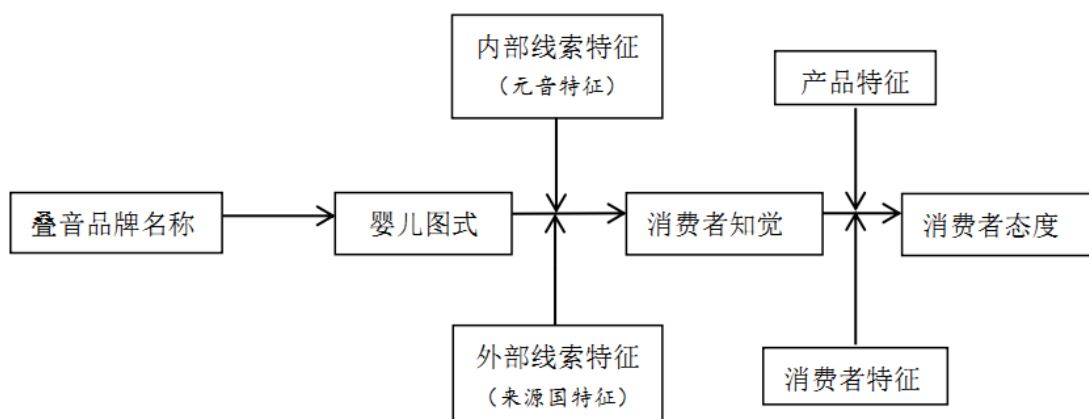 内部线索特征
（元音特征）
产品特征
叠音品牌名称
婴儿图式
消费者知觉
消费者态度
外部线索特征
（来源国特征）
消费者特征